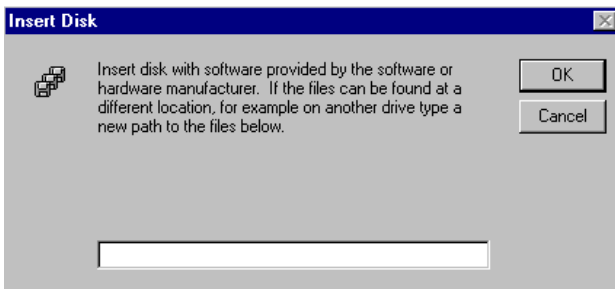 Insert Disk
Insert disk with software provided by the software or
hardware manufacturer.  If the files can be found at a
different location, for example on another drive type a
new path to the files below.
OK
Cancel